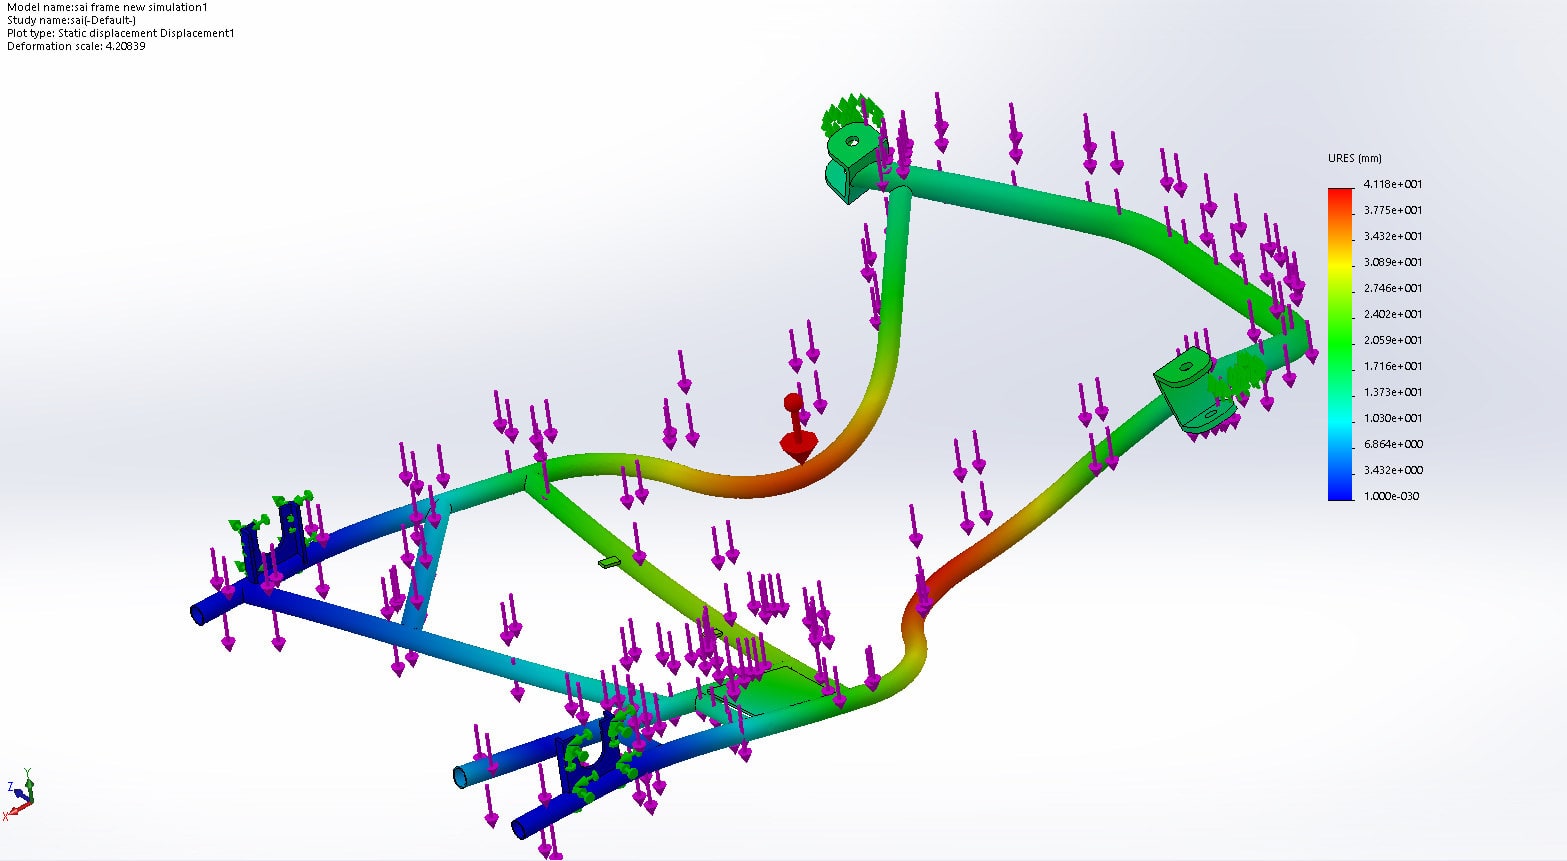 Model name:sai frame new simulation1
Study name:sai(-Default-)
Plot type: Static displacement Displacement1
Deformation scale: 4.20839
URES (mm)
4.118e+001
3.775e+001
3.432e+001
3.089e+001
2.746e+001
2.402e+001
2.059e+001
1.716e+001
1.373e+001
1.030e+001
6.864e+000
3.432e+000
1.000e-030
Y
Z
X